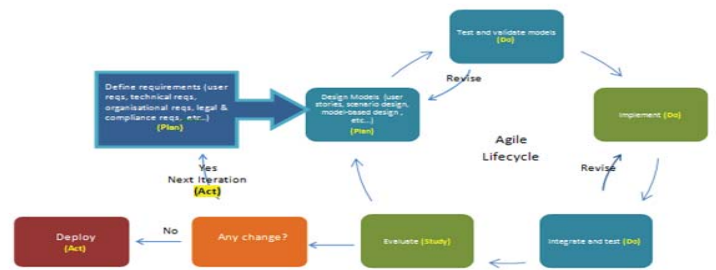 Test and validate models
(Do)
Revise
Define requirements (user
reqs, technical reqs,
organisational reqs, legal &
compliance reqs, etc..)
(Plan)
Design Models (user
stories, scenario design,
model-based design ,
etc...)
(Plan)
Implement (Do)
Agile
Lifecycle
Revise
Yes
Next Iteration
(Act)
Deploy
(Act)
No
Any change?
Evaluate (Study)
Integrate and test (Do)